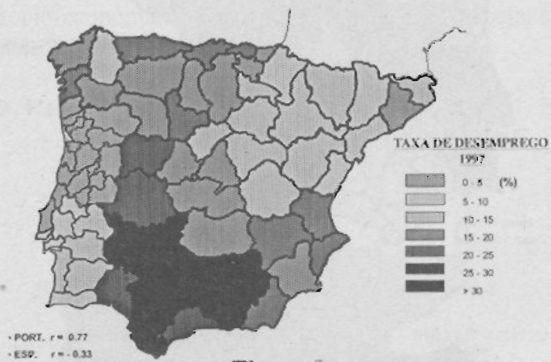 TAXA DE DESEMPREGO
1997
0 - 5 (%)
5 - 10
10 - 15
15 - 20
20 - 25
25 - 30
> 30
• PORT. r = 0.77
• ESP. r = - 0.33